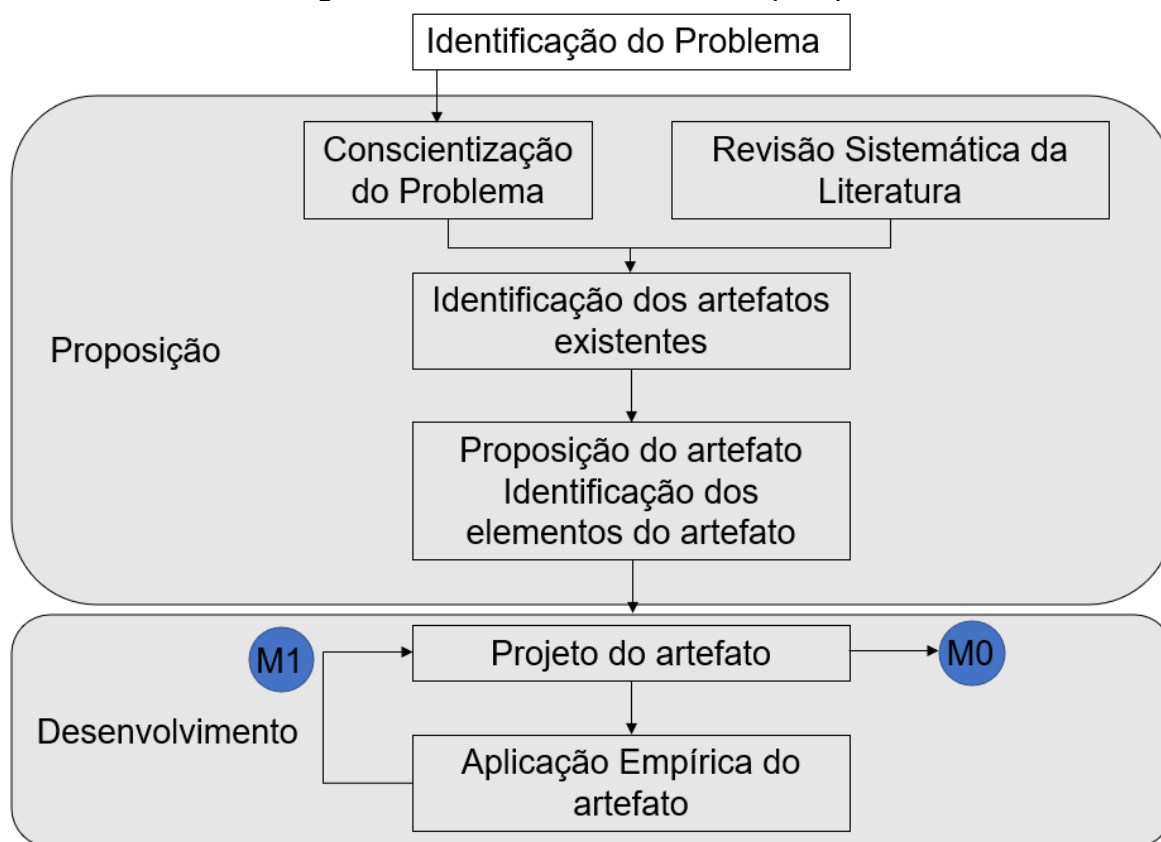 Identificação do Problema
Conscientização
do Problema
Revisão Sistemática da
Literatura
Identificação dos artefatos
existentes
Proposição
Proposição do artefato
Identificação dos
elementos do artefato
M1
Projeto do artefato
M0
Desenvolvimento
Aplicação Empírica do
artefato